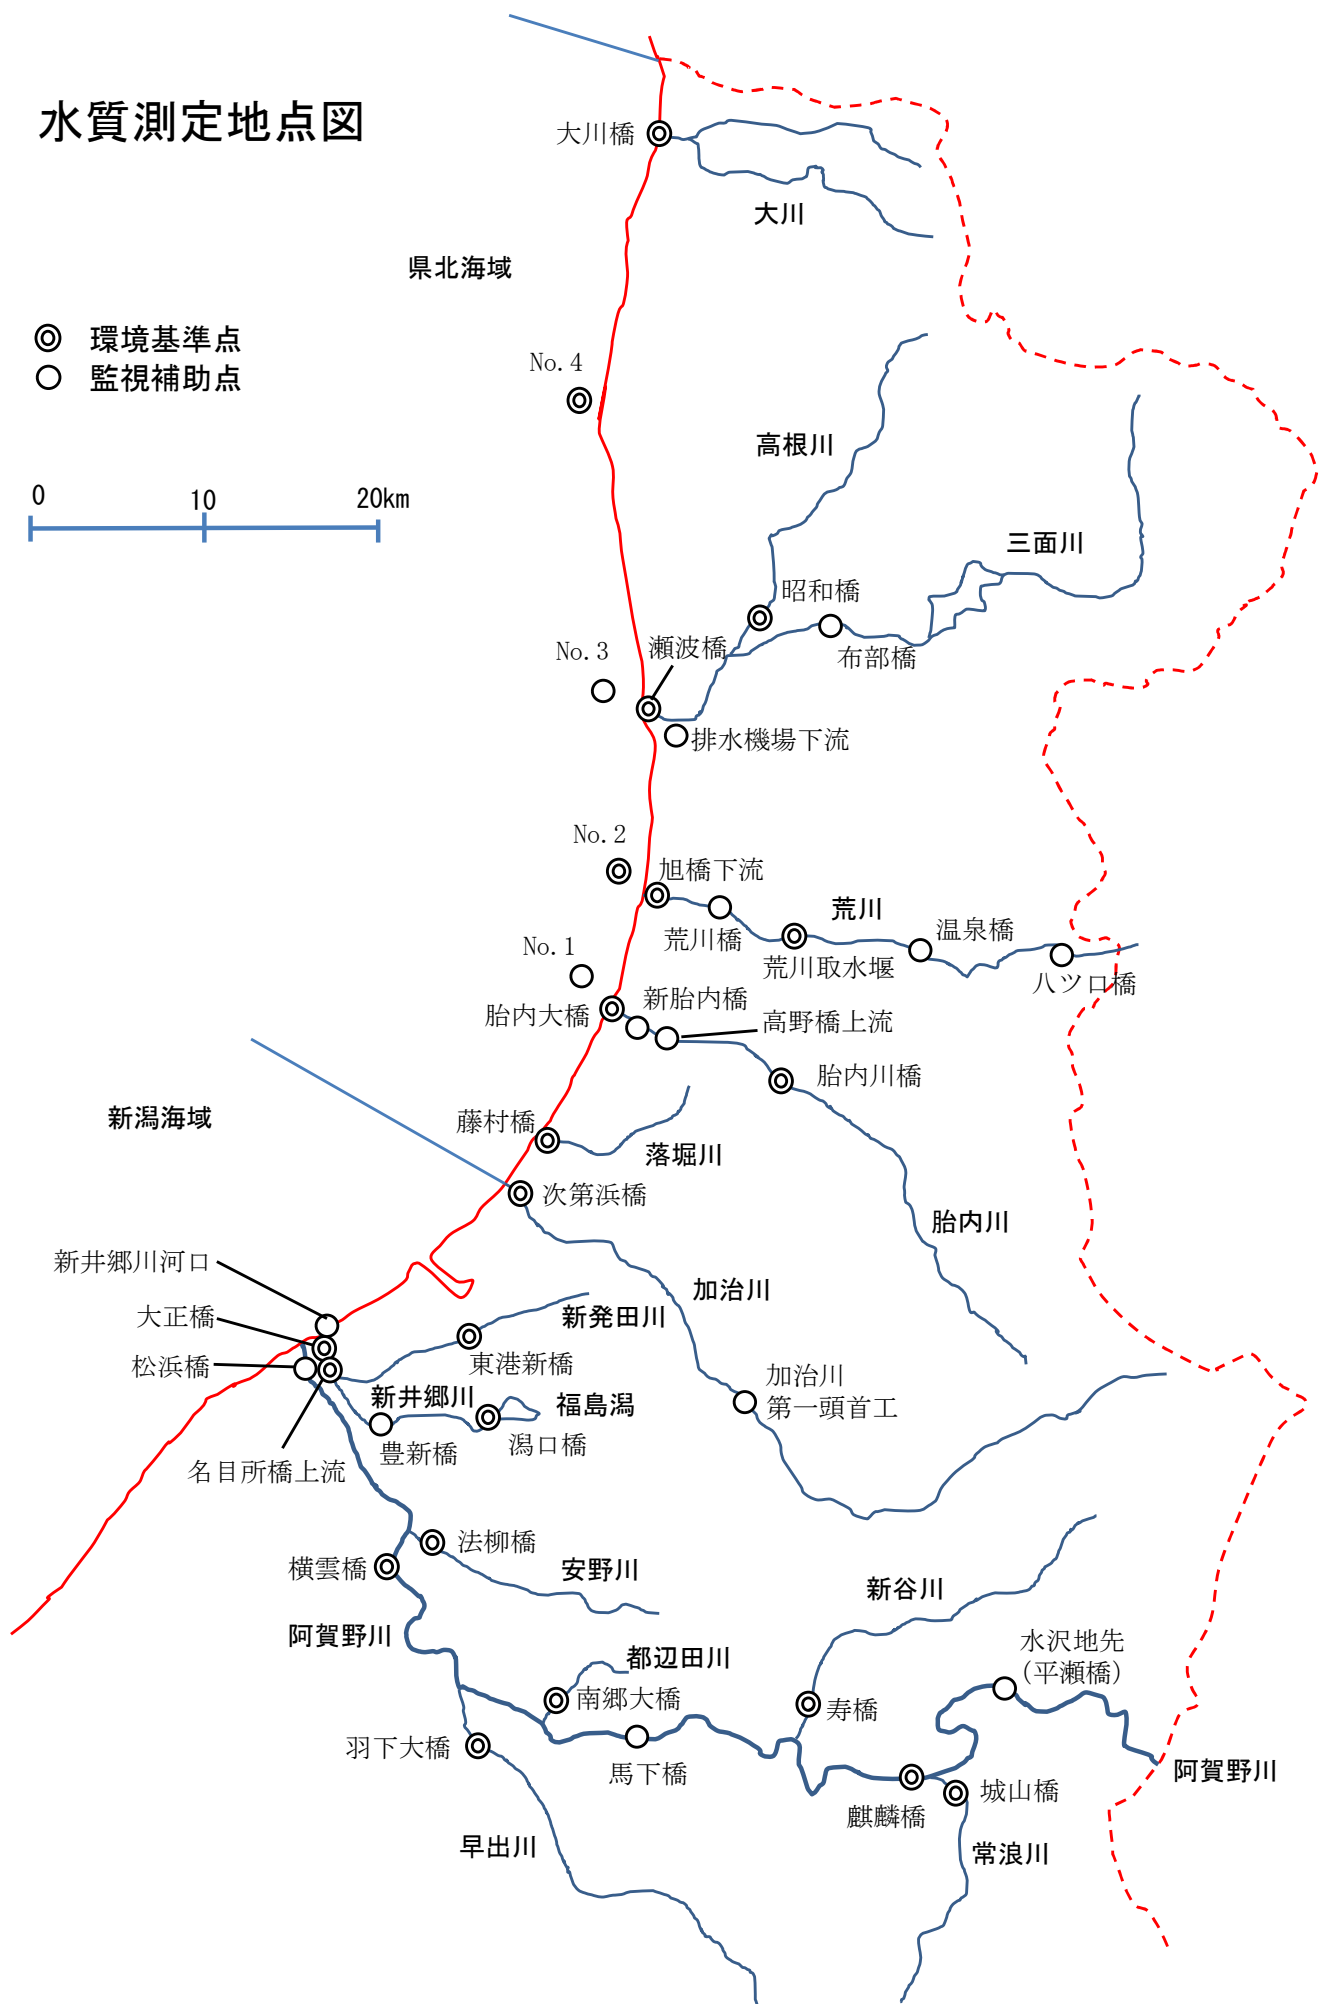 水質測定地点図
大川橋
大川
県北海域
環境基準点
監視補助点
No.4
高根川
0
10
20km
三面川
昭和橋
瀬波橋
No.3
布部橋
排水機場下流
No.2
旭橋下流
荒川
荒川橋
温泉橋
No.1
荒川取水堰
八ツ口橋
新胎内橋
胎内大橋
高野橋上流
胎内川橋
新潟海域
藤村橋
落堀川
次第浜橋
胎内川
新井郷川河口
加治川
大正橋
新発田川
松浜橋
東港新橋
加治川
第一頭首工
新井郷川
福島潟
豊新橋
潟口橋
名目所橋上流
法柳橋
横雲橋
安野川
新谷川
阿賀野川
水沢地先
(平瀬橋)
都辺田川
南郷大橋
寿橋
羽下大橋
馬下橋
阿賀野川
城山橋
麒麟橋
早出川
常浪川